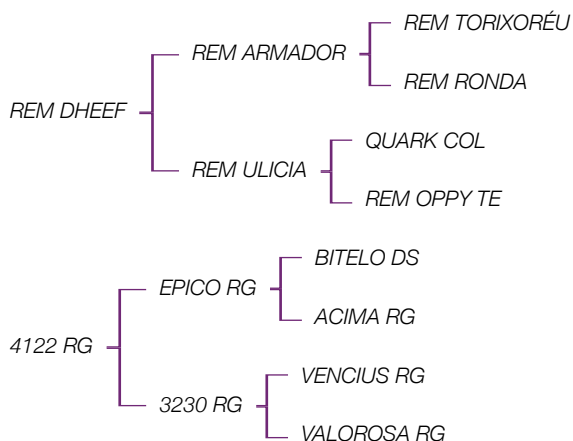 REM TORIXORÉU
REM ARMADOR
REM RONDA
REM DHEEF
QUARK COL
REM ULICIA
REM OPPY TE
BITELO DS
EPICO RG
ACIMA RG
4122 RG
VENCIUS RG
3230 RG
VALOROSA RG